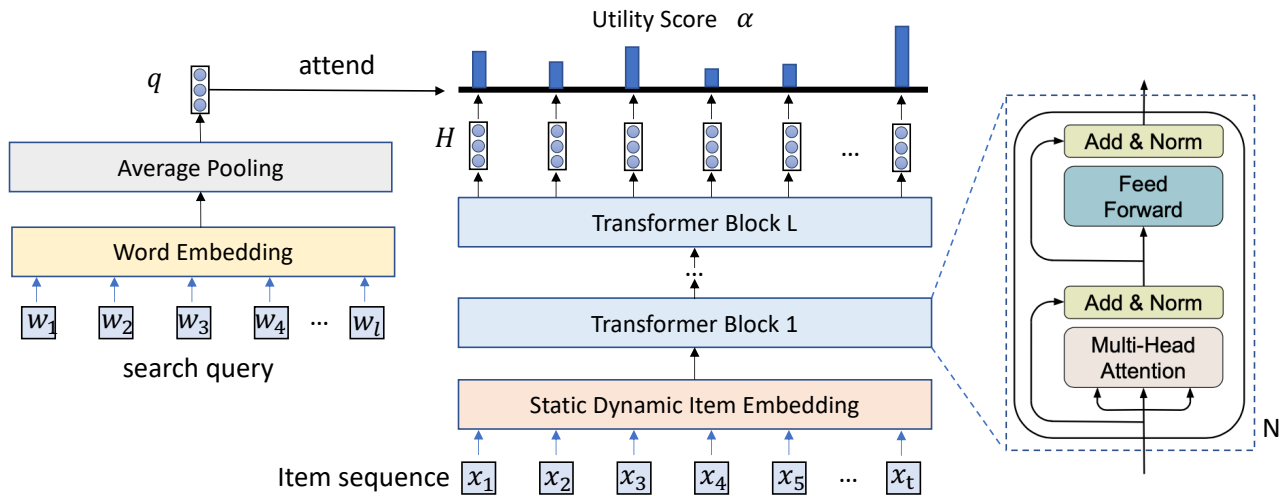 Utility Score α
q
attend
H
...
Average Pooling
Word Embedding
w₁ w₂ w₃ w₄ ... wₗ
search query
Transformer Block L
...
Transformer Block 1
Static Dynamic Item Embedding
Item sequence x₁ x₂ x₃ x₄ x₅ ... xₜ
Add & Norm
Feed
Forward
Add & Norm
Multi-Head
Attention
N